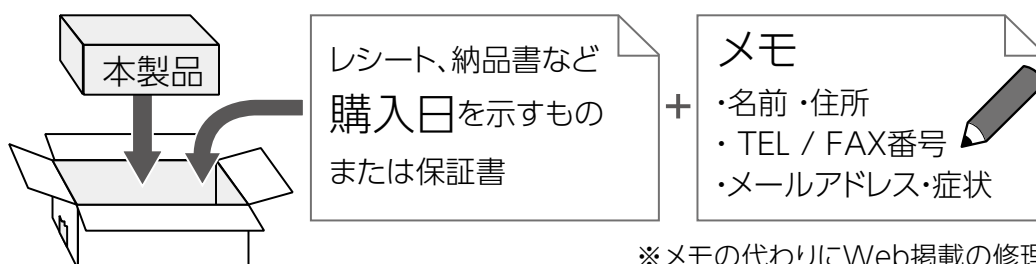 本製品
レシート、納品書など
購入日を示すもの
または保証書
+
メモ
・名前 ・住所
・ TEL / FAX番号
・メールアドレス・症状
※メモの代わりにWeb掲載の修理